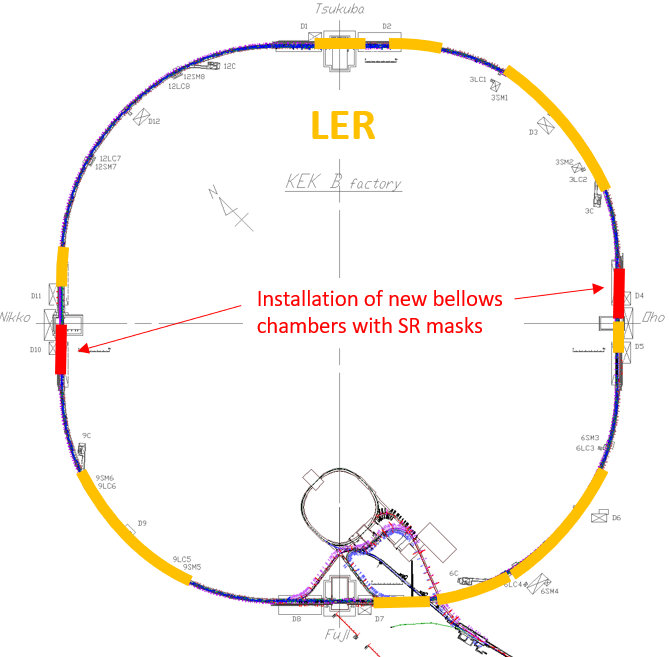 Tsukuba
D1
D2
12C
12SM8
12LC8
3LC1
3SM1
LER
D12
D3
12LC7
12SM7
3SM2
3LC2
KEK B factory
N
3C
D11
Installation of new bellows
chambers with SR masks
D4
Nikko
Oho
D10
D5
9C
6SM3
6LC3
9SM6
9LC6
D9
D6
9LC5
9SM5
6C
6LC4
6SM4
D8
D7
Fuji